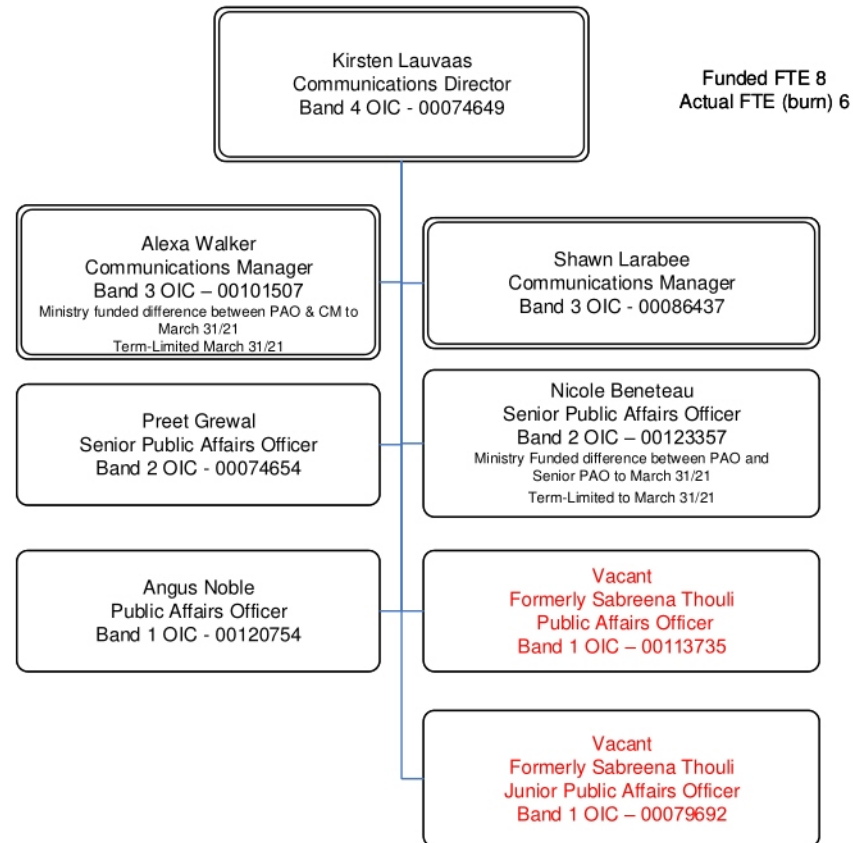 Kirsten Lauvaas
Communications Director
Band 4 OIC - 00074649
Funded FTE 8
Actual FTE (burn) 6
Alexa Walker
Communications Manager
Band 3 OIC – 00101507
Ministry funded difference between PAO & CM to
March 31/21
Term-Limited March 31/21
Shawn Larabee
Communications Manager
Band 3 OIC - 00086437
Preet Grewal
Senior Public Affairs Officer
Band 2 OIC - 00074654
Nicole Beneteau
Senior Public Affairs Officer
Band 2 OIC – 00123357
Ministry Funded difference between PAO and
Senior PAO to March 31/21
Term-Limited to March 31/21
Angus Noble
Public Affairs Officer
Band 1 OIC - 00120754
Vacant
Formerly Sabreena Thouli
Public Affairs Officer
Band 1 OIC – 00113735
Vacant
Formerly Sabreena Thouli
Junior Public Affairs Officer
Band 1 OIC – 00079692